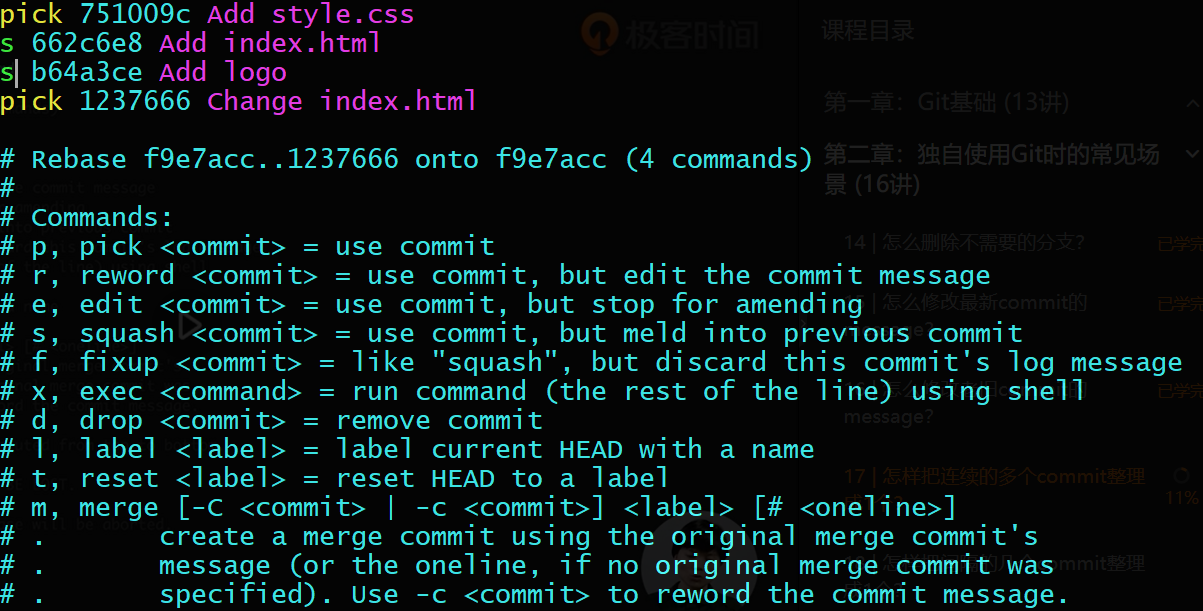 pick 751009c Add style.css
s 662c6e8 Add index.html
s b64a3ce Add logo
pick 1237666 Change index.html
# Rebase f9e7acc..1237666 onto f9e7acc (4 commands)
#
# Commands:
# p, pick <commit> = use commit
# r, reword <commit> = use commit, but edit the commit message
# e, edit <commit> = use commit, but stop for amending
# s, squash <commit> = use commit, but meld into previous commit
# f, fixup <commit> = like "squash", but discard this commit's log message
# x, exec <command> = run command (the rest of the line) using shell
# d, drop <commit> = remove commit
# l, label <label> = label current HEAD with a name
# t, reset <label> = reset HEAD to a label
# m, merge [-C <commit> | -c <commit>] <label> [# <oneline>]
# .       create a merge commit using the original merge commit's
# .       message (or the oneline, if no original merge commit was
# .       specified). Use -c <commit> to reword the commit message.
极客时间
课程目录
第一章：Git基础 (13讲)
第二章：独自使用Git时的常见场
景 (16讲)
14 | 怎么删除不需要的分支?
已学完
怎么修改最新commit的
message?
已学完
message?
已学完
17 | 怎样把连续的多个commit整理
11%
commit整理